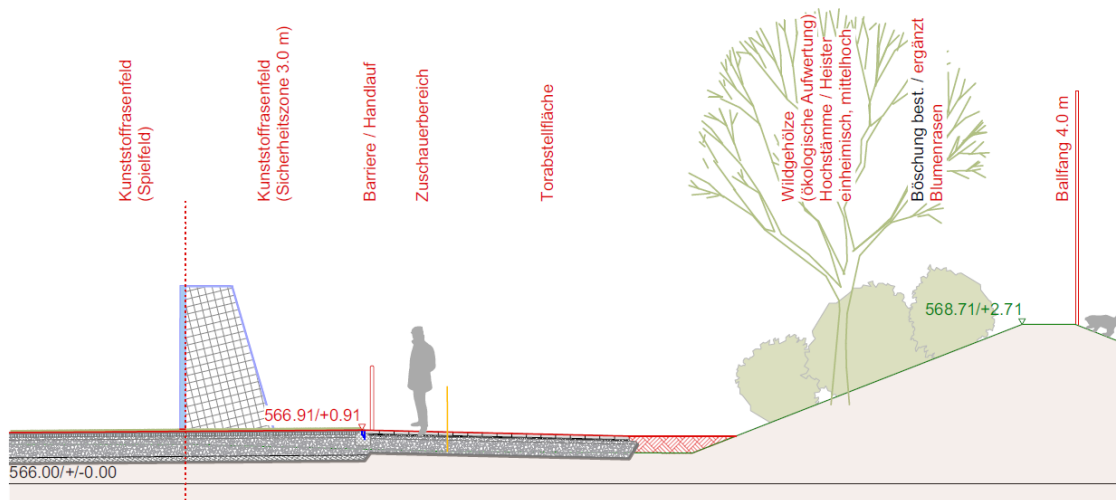 Kunststoffrasenfeld
(Spielfeld)
Kunststoffrasenfeld
(Sicherheitszone 3.0 m)
Barriere / Handlauf
Zuschauerbereich
Torabstellfläche
Wildgehölze
(ökologische Aufwertung)
Hochstämme / Heister
einheimisch, mittelhoch
Böschung best. / ergänzt
Blumenrasen
Ballfang 4.0 m
568.71/+2.71
566.91/+0.91
566.00/+/-0.00